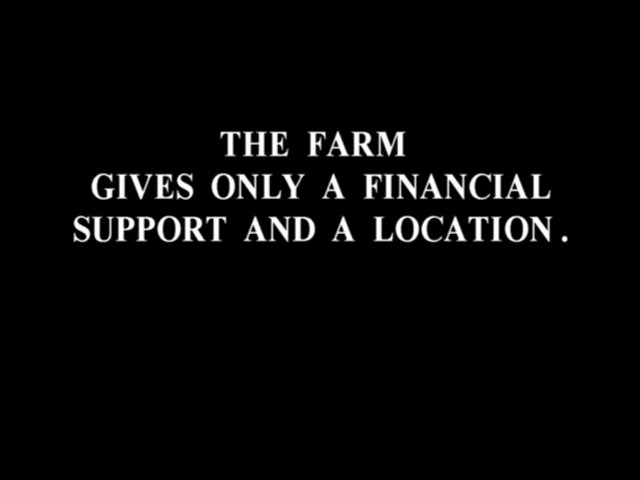 THE FARM
GIVES ONLY A FINANCIAL
SUPPORT AND A LOCATION.